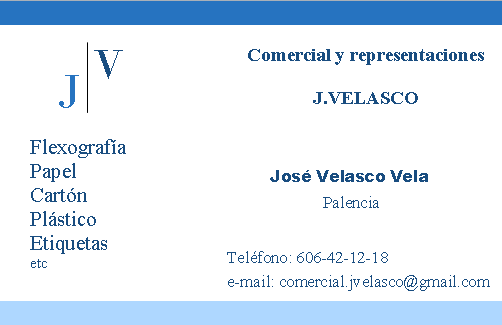 J V
Comercial y representaciones
J.VELASCO
Flexografía
Papel
Cartón
Plástico
Etiquetas
etc
José Velasco Vela
Palencia
Teléfono: 606-42-12-18
e-mail: comercial.jvelasco@gmail.com